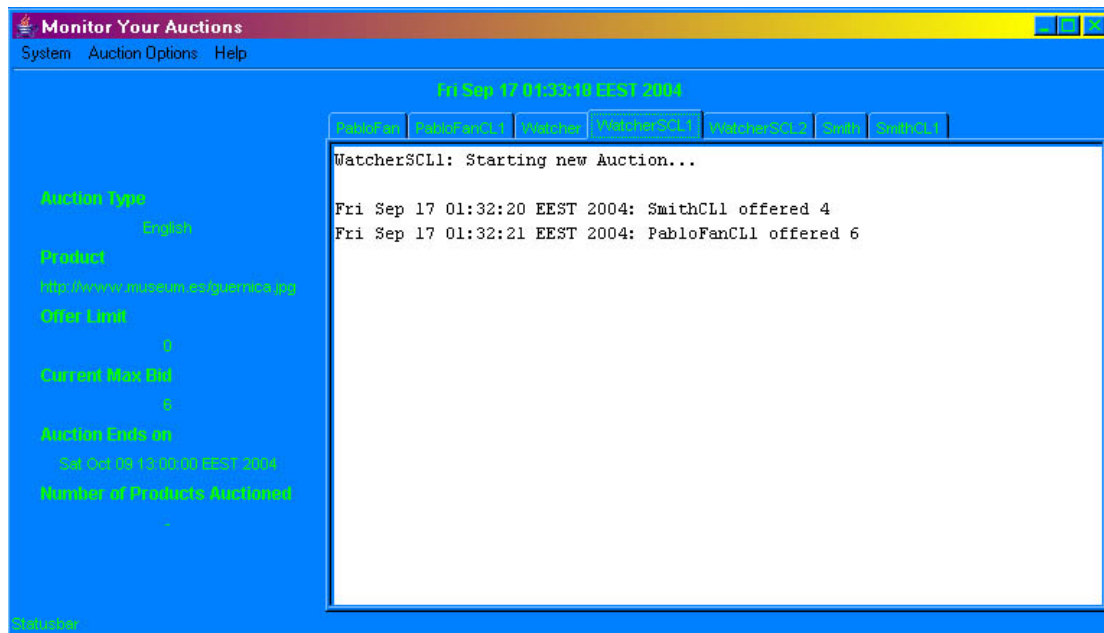 Monitor Your Auctions
System Auction Options Help
Fri Sep 17 01:33:18 EEST 2004
PabloFan PabloFanCL1 Watcher WatcherSCL1 WatcherSCL2 Smith SmithCL1
WatcherSCL1: Starting new Auction...
Fri Sep 17 01:32:20 EEST 2004: SmithCL1 offered 4
Fri Sep 17 01:32:21 EEST 2004: PabloFanCL1 offered 6
Auction Type
English
Product
http://www.museum.es/guernica.jpg
Offer Limit
0
Current Max Bid
6
Auction Ends on
Sat Oct 09 13:00:00 EEST 2004
Number of Products Auctioned
-
Statusbar